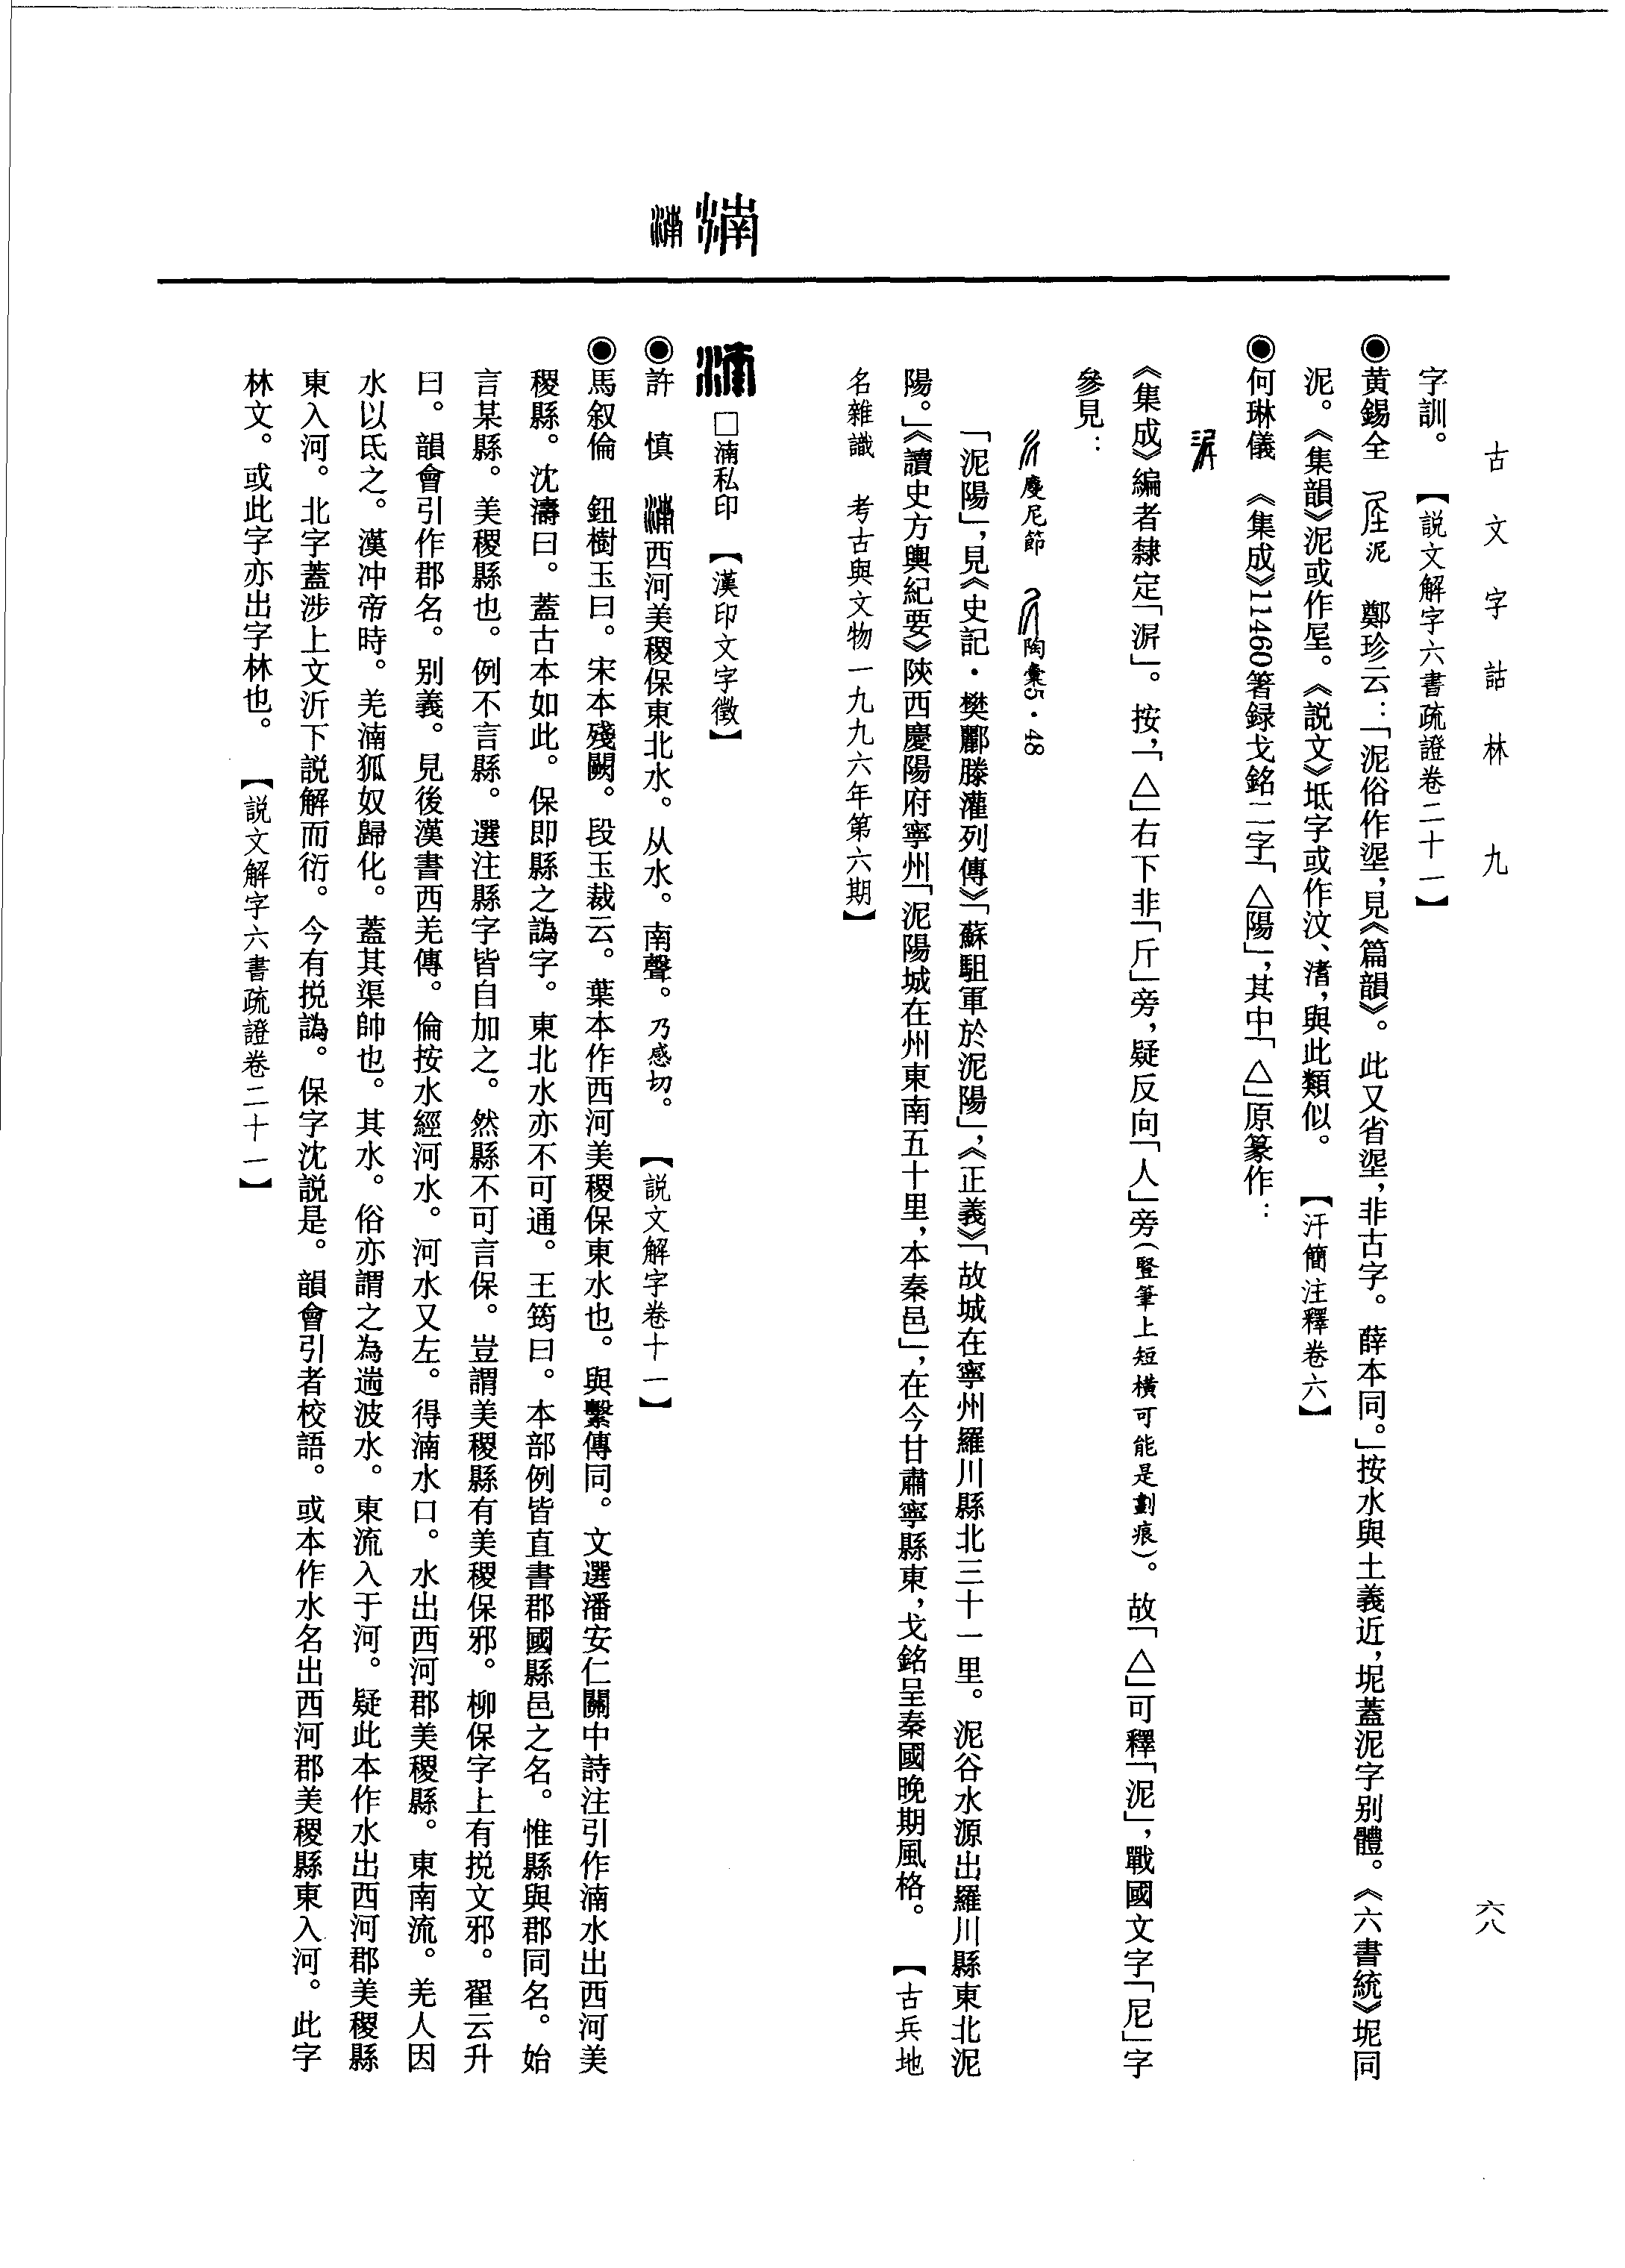 古文字詁林　九
六八
字訓。　【説文解字六書疏證卷二十一】
◉黄錫全　泥　鄭珍云：「泥俗作埿，見《篇韻》。此又省埿，非古字。薛本同。」按水與土義近，坭蓋泥字别體。《六書統》坭同
泥。《集韻》泥或作𡰱。《説文》坻字或作汶、渚，與此類似。　【汗簡注釋卷六】
◉何琳儀　《集成》11460箸録戈銘二字「△陽」，其中「△」原篆作：
《集成》編者隸定「㳙」。按，「△」右下非「斤」旁，疑反向「人」旁（豎筆上短横可能是劃痕）。故「△」可釋「泥」，戰國文字「尼」字
參見：
慶尼節　陶彙5·48
「泥陽」，見《史記·樊酈滕灌列傳》「蘇駔軍於泥陽」，《正義》「故城在寧州羅川縣北三十一里。泥谷水源出羅川縣東北泥
陽。」《讀史方輿紀要》陝西慶陽府寧州「泥陽城在州東南五十里，本秦邑」，在今甘肅寧縣東，戈銘呈秦國晚期風格。　【古兵地
名雜識　考古與文物一九九六年第六期】
湳
□湳私印　【漢印文字徵】
◉許　慎　湳西河美稷保東北水。从水。南聲。乃感切。　【説文解字卷十一】
◉馬叙倫　鈕樹玉曰。宋本殘闕。段玉裁云。葉本作西河美稷保東水也。與繫傳同。文選潘安仁關中詩注引作湳水出西河美
稷縣。沈濤曰。蓋古本如此。保即縣之譌字。東北水亦不可通。王筠曰。本部例皆直書郡國縣邑之名。惟縣與郡同名。始
言某縣。美稷縣也。例不言縣。選注縣字皆自加之。然縣不可言保。豈謂美稷縣有美稷保邪。柳保字上有捝文邪。翟云升
曰。韻會引作郡名。别義。見後漢書西羌傳。倫按水經河水。河水又左。得湳水口。水出西河郡美稷縣。東南流。羌人因
水以氐之。漢冲帝時。羌湳狐奴歸化。蓋其渠帥也。其水。俗亦謂之為遄波水。東流入于河。疑此本作水出西河郡美稷縣
東入河。北字蓋涉上文沂下説解而衍。今有捝譌。保字沈説是。韻會引者校語。或本作水名出西河郡美稷縣東入河。此字
林文。或此字亦出字林也。　【説文解字六書疏證卷二十一】